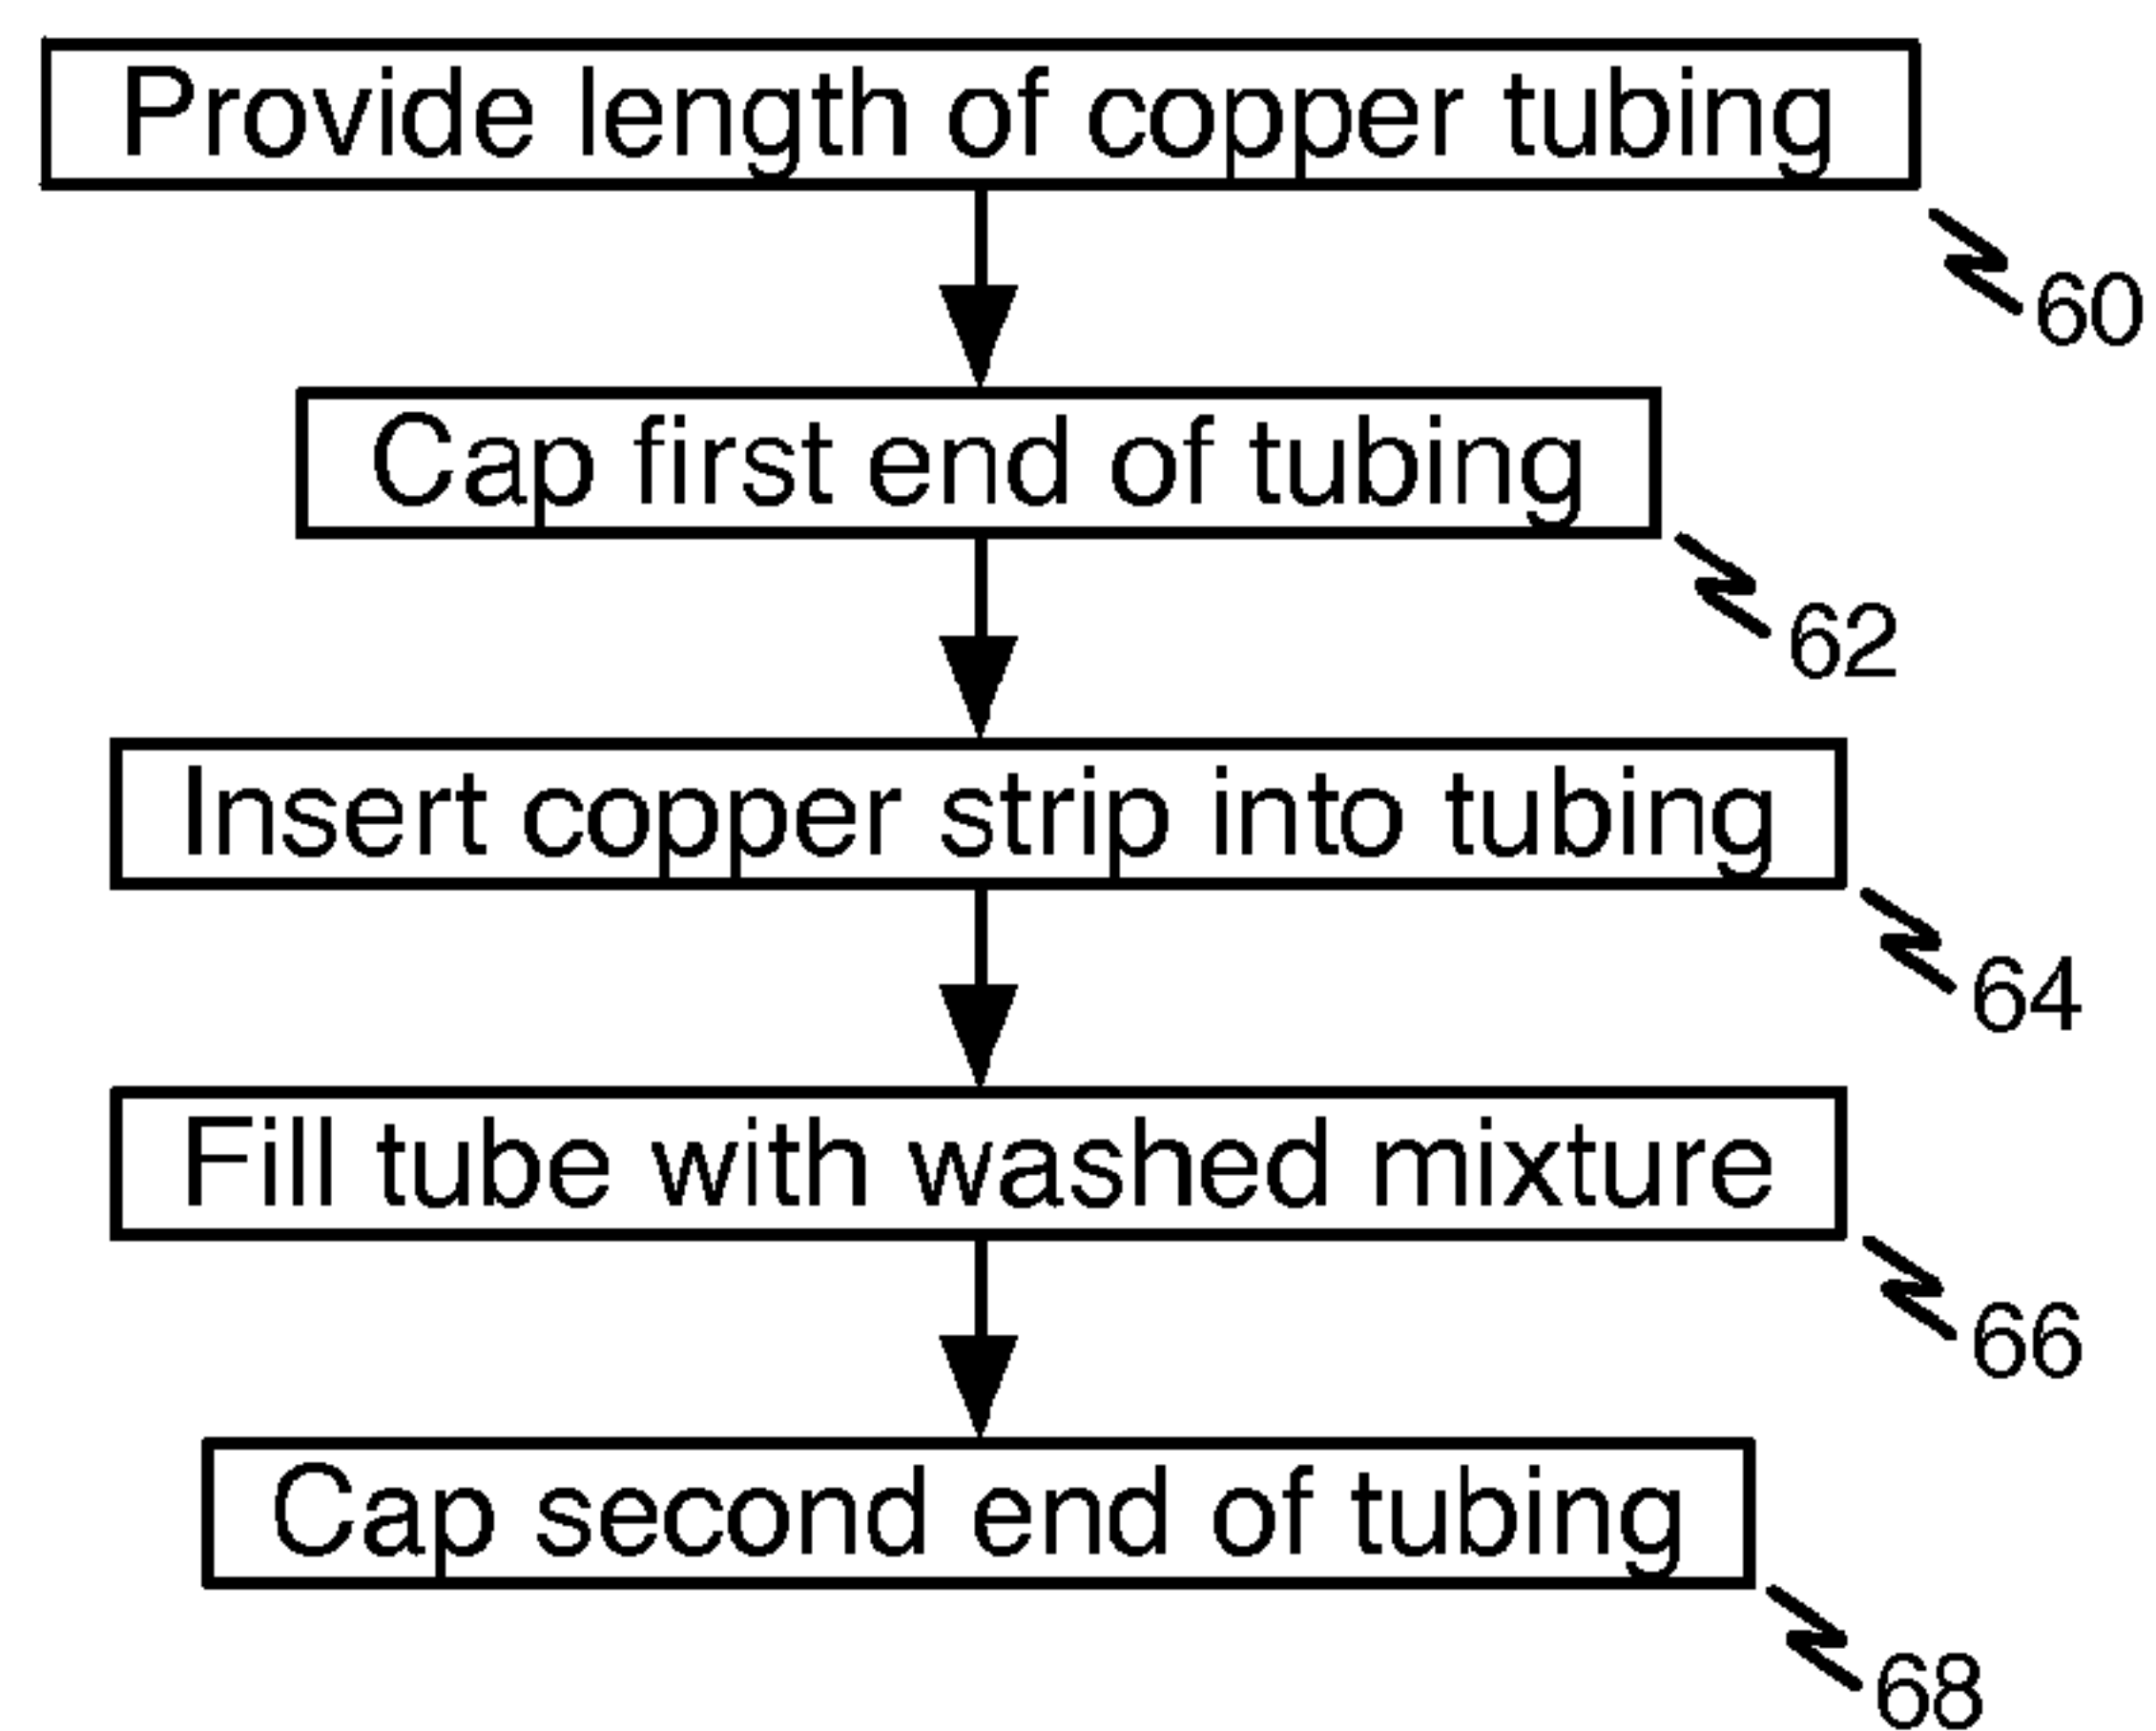 Provide length of copper tubing
60
Cap first end of tubing
62
Insert copper strip into tubing
64
Fill tube with washed mixture
66
Cap second end of tubing
68